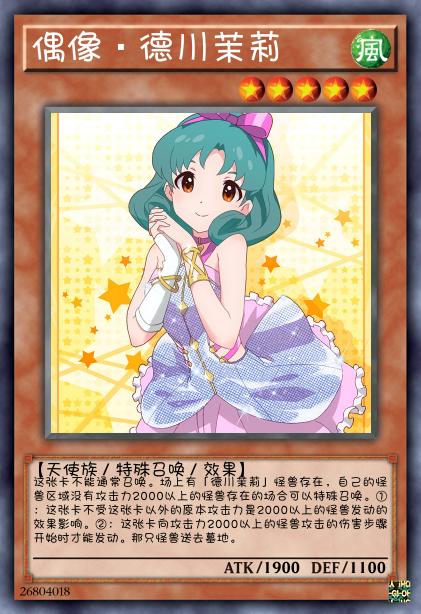 偶像·德川茉莉
風
【天使族/特殊召唤/效果】
这张卡不能通常召唤。场上有「德川茉莉」怪兽存在，自己的怪
兽区域没有攻击力2000以上的怪兽存在的场合可以特殊召唤。①
：这张卡不受这张卡以外的原本攻击力是2000以上的怪兽发动的
效果影响。②：这张卡向攻击力2000以上的怪兽攻击的伤害步骤
开始时才能发动。那只怪兽送去墓地。
ATK/1900 DEF/1100
26804018